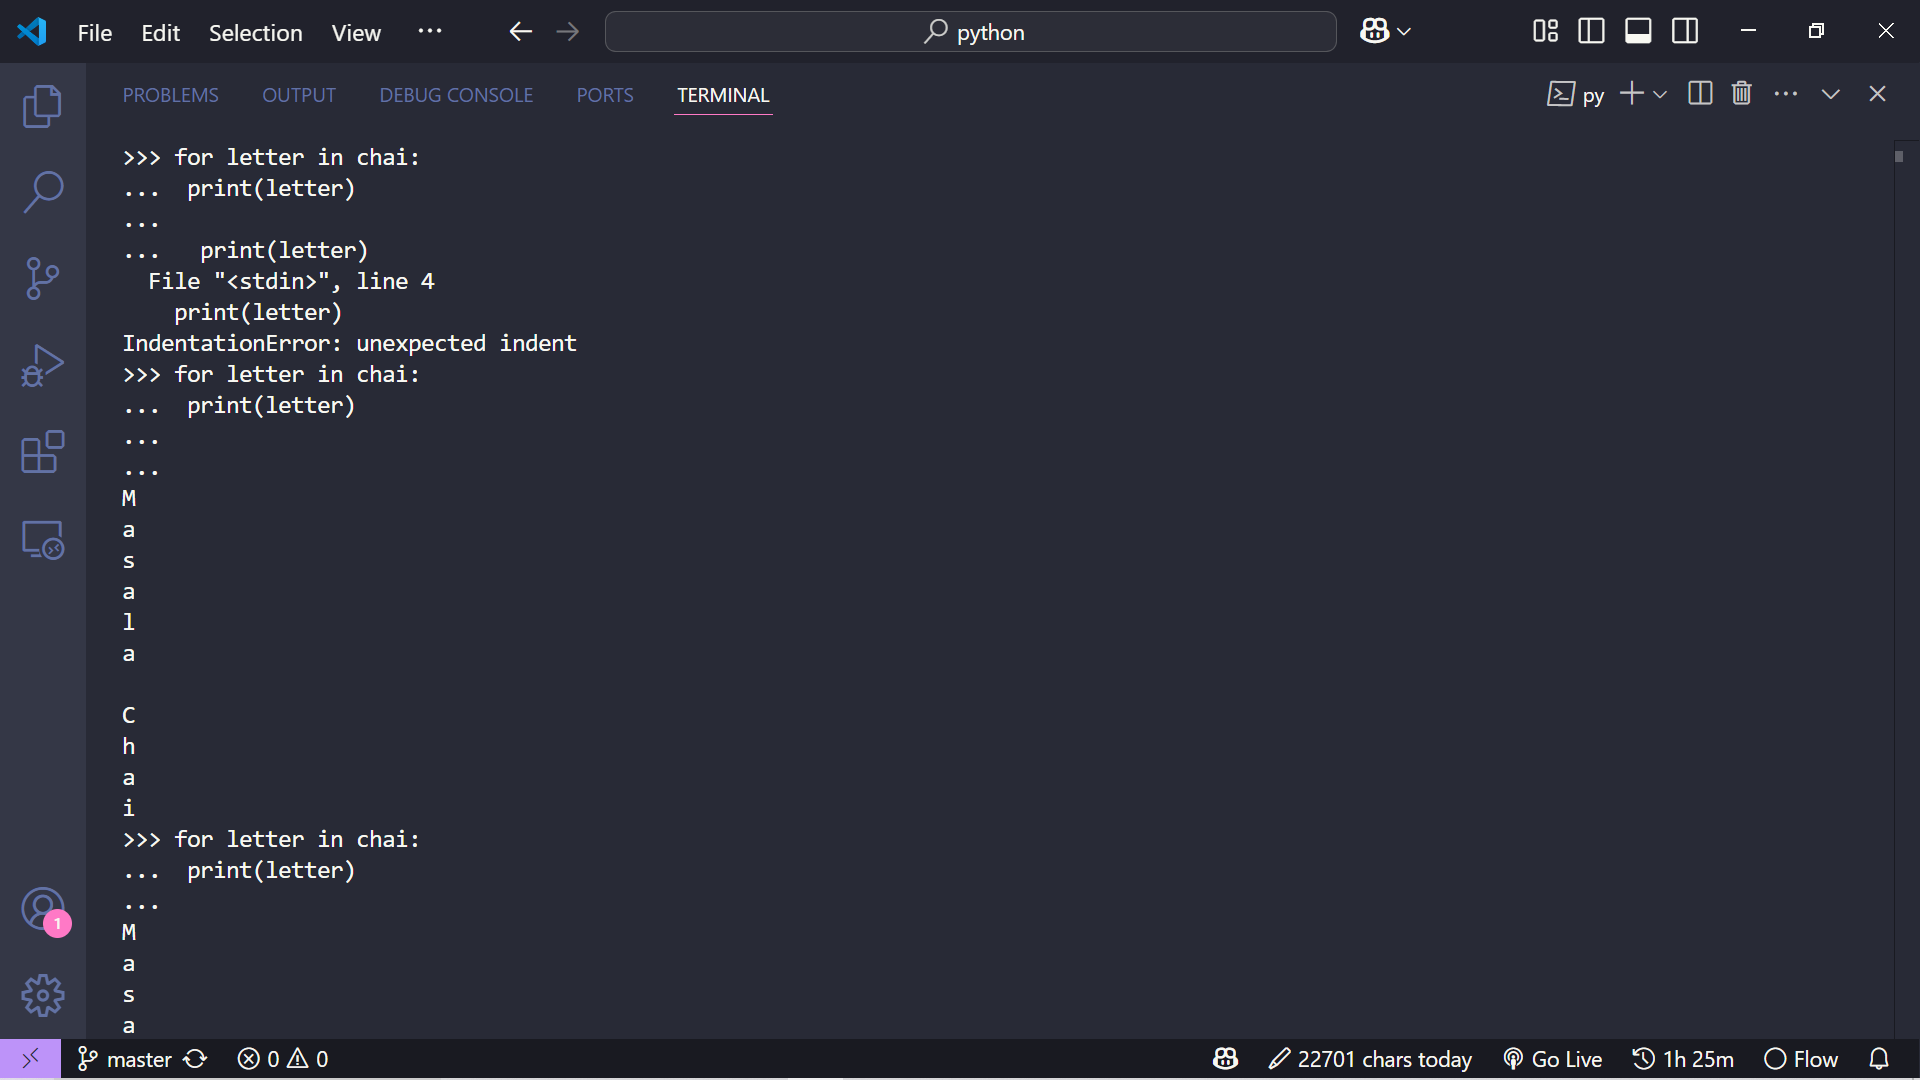 File Edit Selection View ··· python
PROBLEMS OUTPUT DEBUG CONSOLE PORTS TERMINAL py
>>> for letter in chai:
...  print(letter)
...
...   print(letter)
  File "<stdin>", line 4
    print(letter)
IndentationError: unexpected indent
>>> for letter in chai:
...  print(letter)
...
...
M
a
s
a
l
a

C
h
a
i
>>> for letter in chai:
...  print(letter)
...
M
a
s
a
1
master 0 0 22701 chars today Go Live 1h 25m Flow